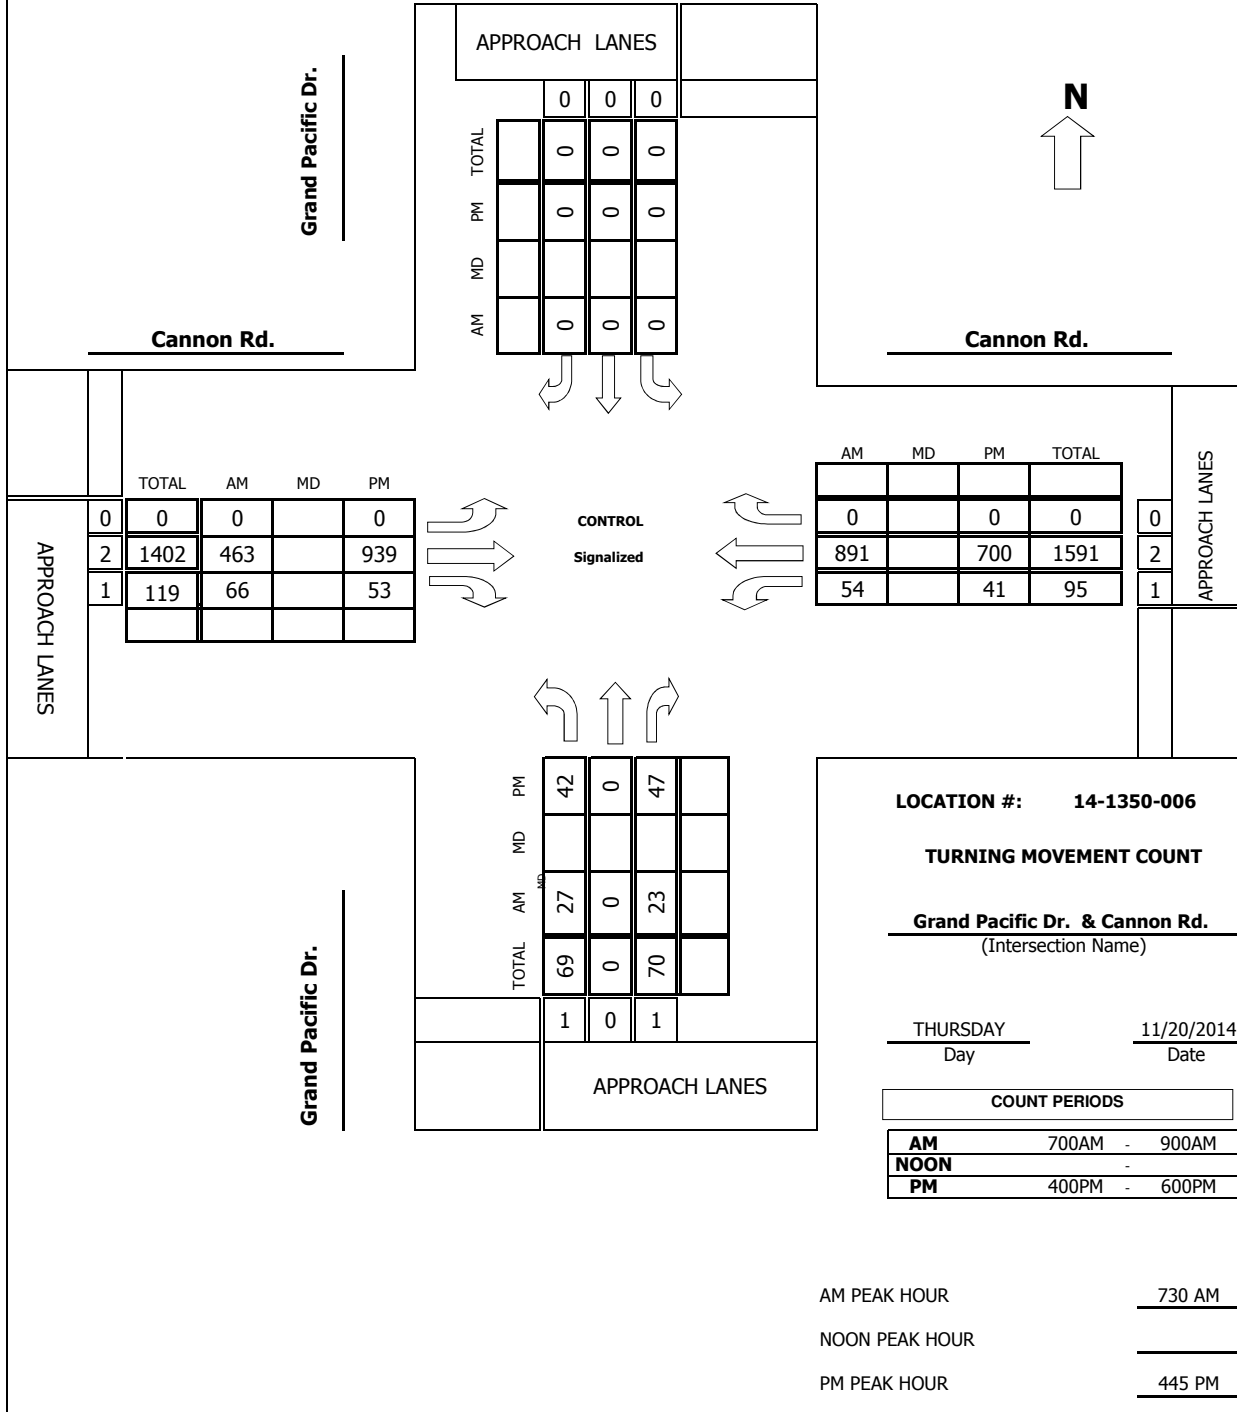 APPROACH LANES
0 0 0
Grand Pacific Dr.
TOTAL 0 0 0
PM 0 0 0
MD
AM 0 0 0
N
Cannon Rd.
Cannon Rd.
TOTAL AM MD PM
0 0 0 0
2 1402 463 939
1 119 66 53
APPROACH LANES
CONTROL
Signalized
AM MD PM TOTAL
0 0 0 0
891 700 1591 2
54 41 95 1
APPROACH LANES
PM 42 0 47
MD
MD
AM 27 0 23
TOTAL 69 0 70
1 0 1
APPROACH LANES
Grand Pacific Dr.
LOCATION #: 14-1350-006
TURNING MOVEMENT COUNT
Grand Pacific Dr. & Cannon Rd.
(Intersection Name)
THURSDAY 11/20/2014
Day Date
COUNT PERIODS
AM 700AM - 900AM
NOON -
PM 400PM - 600PM
AM PEAK HOUR 730 AM
NOON PEAK HOUR
PM PEAK HOUR 445 PM